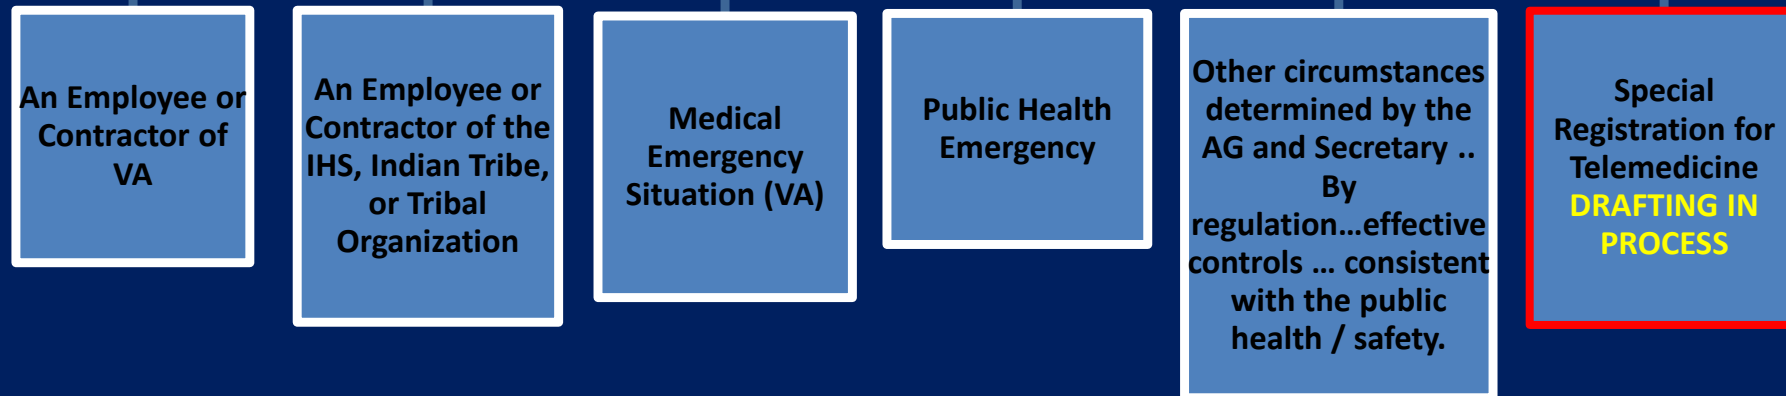 An Employee or
Contractor of
VA
An Employee or
Contractor of the
IHS, Indian Tribe,
or Tribal
Organization
Medical
Emergency
Situation (VA)
Public Health
Emergency
Other circumstances
determined by the
AG and Secretary ..
By
regulation...effective
controls ... consistent
with the public
health / safety.
Special
Registration for
Telemedicine
DRAFTING IN
PROCESS